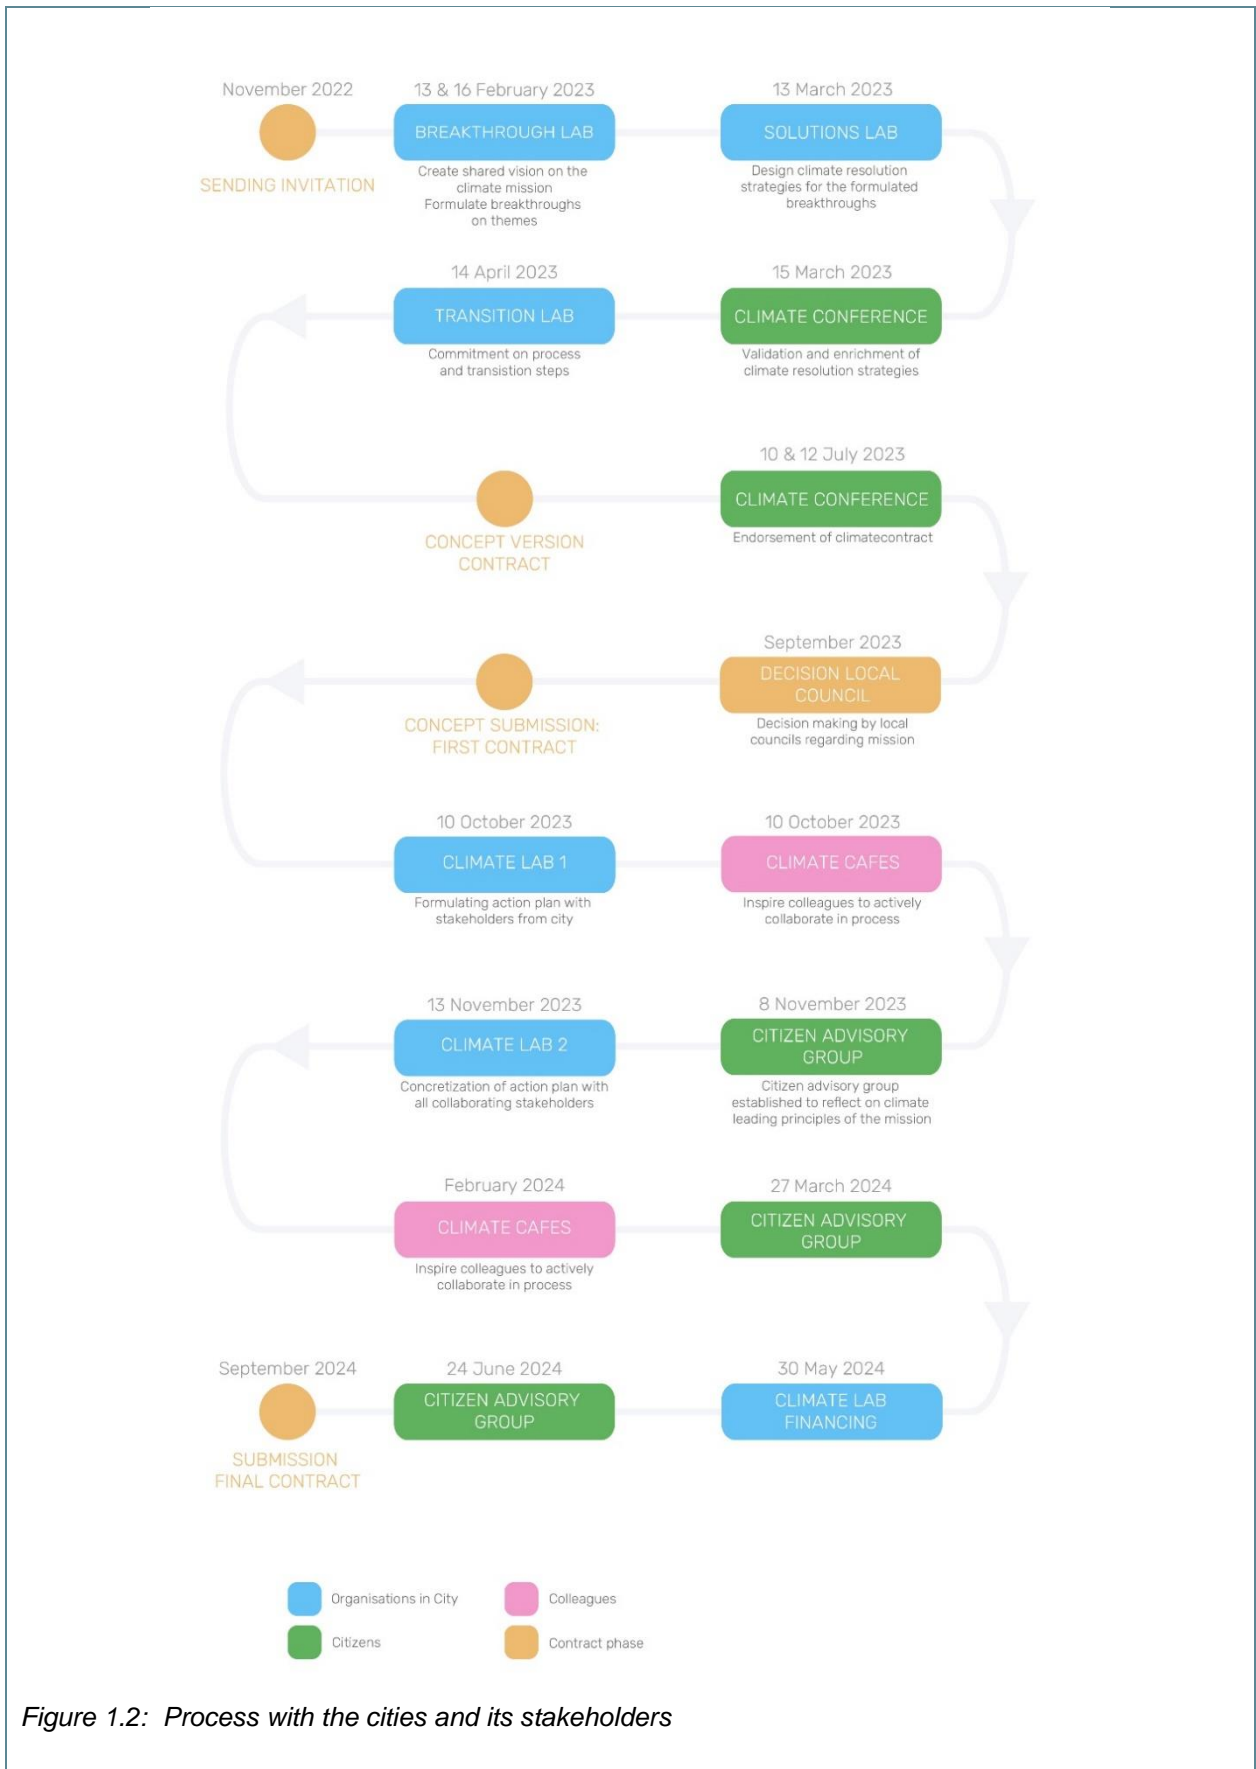 November 2022
SENDING INVITATION
13 & 16 February 2023
BREAKTHROUGH LAB
Create shared vision on the
climate mission
Formulate breakthroughs
on themes
13 March 2023
SOLUTIONS LAB
Design climate resolution
strategies for the formulated
breakthroughs
15 March 2023
CLIMATE CONFERENCE
Validation and enrichment of
climate resolution strategies
14 April 2023
TRANSITION LAB
Commitment on process
and transistion steps
CONCEPT VERSION
CONTRACT
10 & 12 July 2023
CLIMATE CONFERENCE
Endorsement of climatecontract
September 2023
DECISION LOCAL
COUNCIL
Decision making by local
councils regarding mission
CONCEPT SUBMISSION:
FIRST CONTRACT
10 October 2023
CLIMATE LAB 1
Formulating action plan with
stakeholders from city
10 October 2023
CLIMATE CAFES
Inspire colleagues to actively
collaborate in process
8 November 2023
CITIZEN ADVISORY
GROUP
Citizen advisory group
established to reflect on climate
leading principles of the mission
13 November 2023
CLIMATE LAB 2
Concretization of action plan with
all collaborating stakeholders
February 2024
CLIMATE CAFES
Inspire colleagues to actively
collaborate in process
27 March 2024
CITIZEN ADVISORY
GROUP
30 May 2024
CLIMATE LAB
FINANCING
24 June 2024
CITIZEN ADVISORY
GROUP
September 2024
SUBMISSION
FINAL CONTRACT
Organisations in City
Colleagues
Citizens
Contract phase
Figure 1.2: Process with the cities and its stakeholders